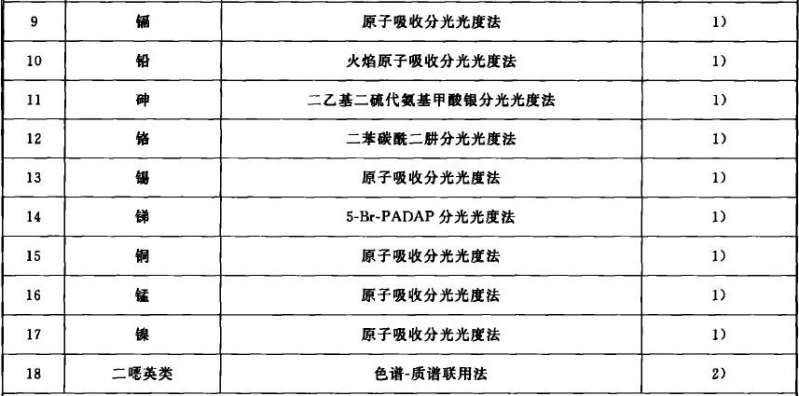 9 镉 原子吸收分光光度法 1)
10 铅 火焰原子吸收分光光度法 1)
11 砷 二乙基二硫代氨基甲酸银分光光度法 1)
12 铬 二苯碳酰二肼分光光度法 1)
13 锡 原子吸收分光光度法 1)
14 锑 5-Br-PADAP 分光光度法 1)
15 铜 原子吸收分光光度法 1)
16 锰 原子吸收分光光度法 1)
17 镍 原子吸收分光光度法 1)
18 二噁英类 色谱-质谱联用法 2)